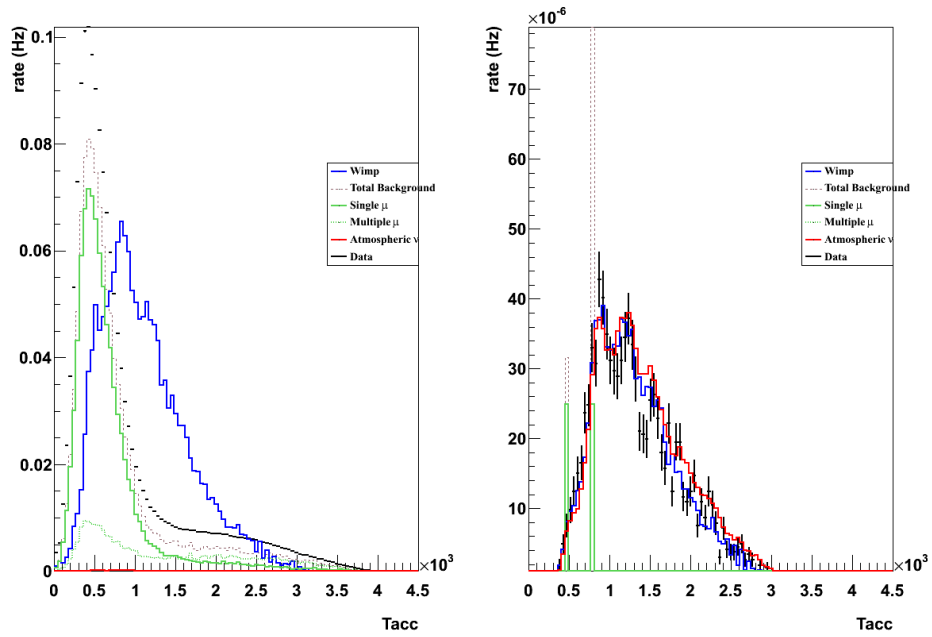 rate (Hz)
0.1
0.08
0.06
0.04
0.02
0
Wimp
Total Background
Single μ
Multiple μ
Atmospheric ν
Data
0 0.5 1 1.5 2 2.5 3 3.5 4.5
×10³
Tacc
×10⁻⁶
rate (Hz)
70
60
50
40
30
20
10
Wimp
Total Background
Single μ
Multiple μ
Atmospheric ν
Data
0 0.5 1 1.5 2 2.5 3 3.5 4.5
×10³
Tacc